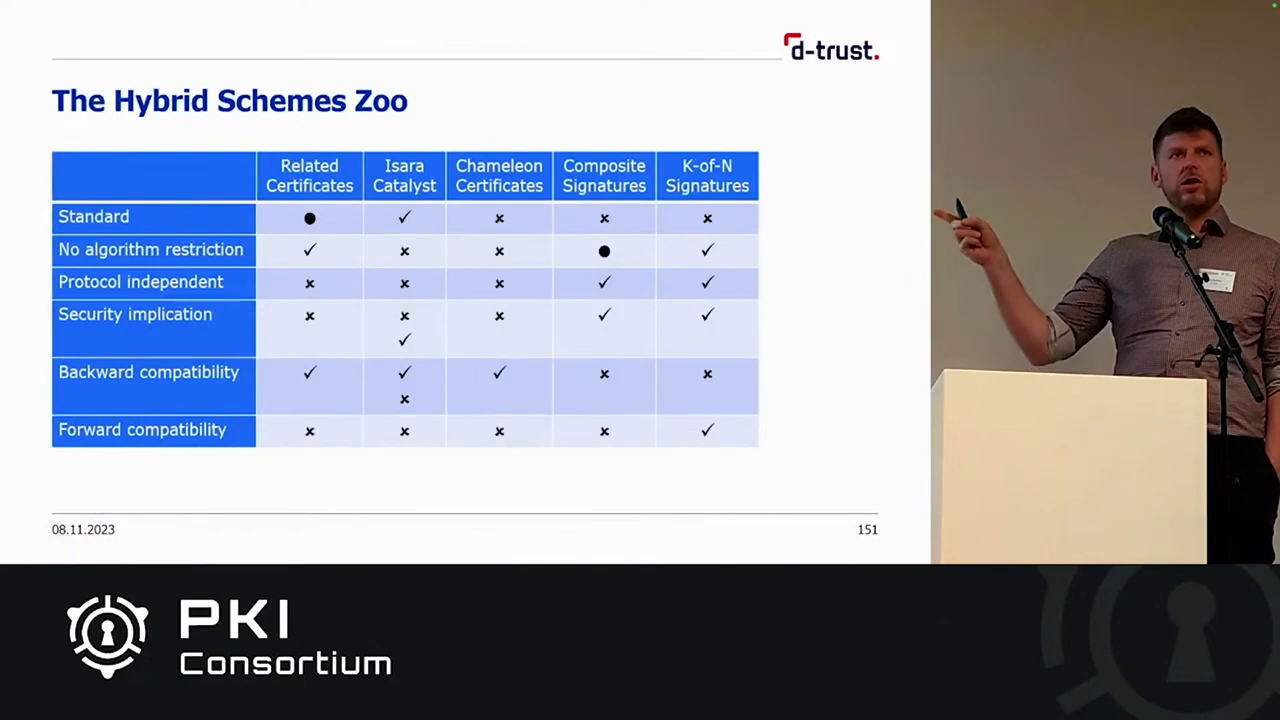 d-trust.
The Hybrid Schemes Zoo
Related Certificates | Isara Catalyst | Chameleon Certificates | Composite Signatures | K-of-N Signatures
Standard ● ✓ × × ×
No algorithm restriction ✓ × × ● ✓
Protocol independent × × × ✓ ✓
Security implication × × ✓ × ✓ ✓
Backward compatibility ✓ ✓ × ✓ × ×
Forward compatibility × × × × ✓
08.11.2023
151
PKI
Consortium